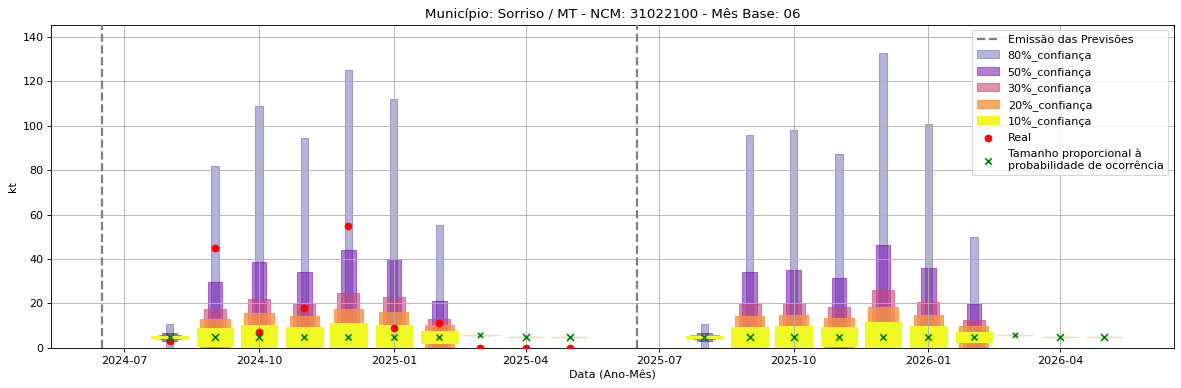 Município: Sorriso / MT - NCM: 31022100 - Mês Base: 06
140
120
100
80
60
40
20
0
kt
Emissão das Previsões
80%_confiança
50%_confiança
30%_confiança
20%_confiança
10%_confiança
Real
Tamanho proporcional à
probabilidade de ocorrência
2024-07
2024-10
2025-01
2025-04
2025-07
2025-10
2026-01
2026-04
Data (Ano-Mês)